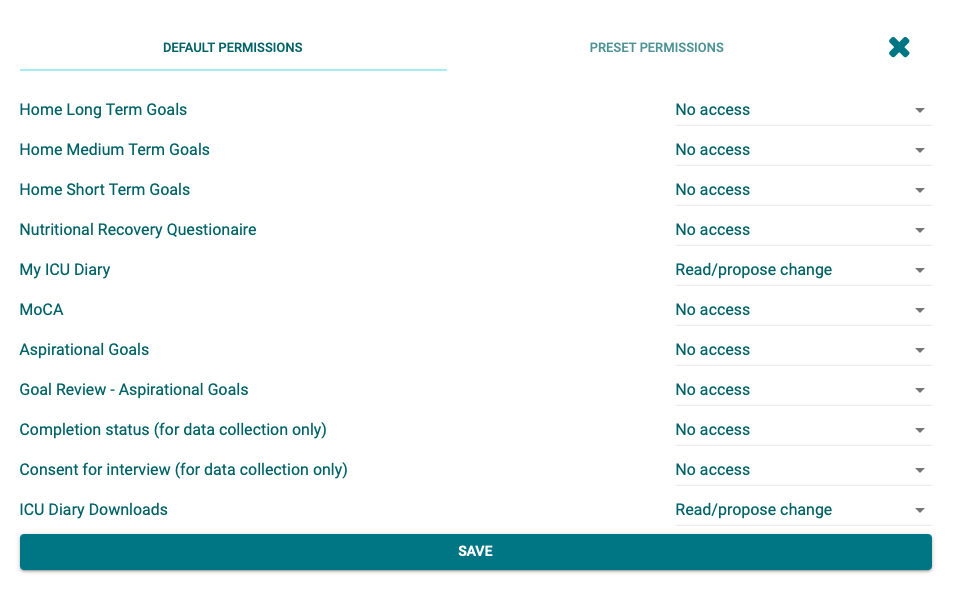 DEFAULT PERMISSIONS PRESET PERMISSIONS
Home Long Term Goals No access
Home Medium Term Goals No access
Home Short Term Goals No access
Nutritional Recovery Questionaire No access
My ICU Diary Read/propose change
MoCA No access
Aspirational Goals No access
Goal Review - Aspirational Goals No access
Completion status (for data collection only) No access
Consent for interview (for data collection only) No access
ICU Diary Downloads Read/propose change
SAVE